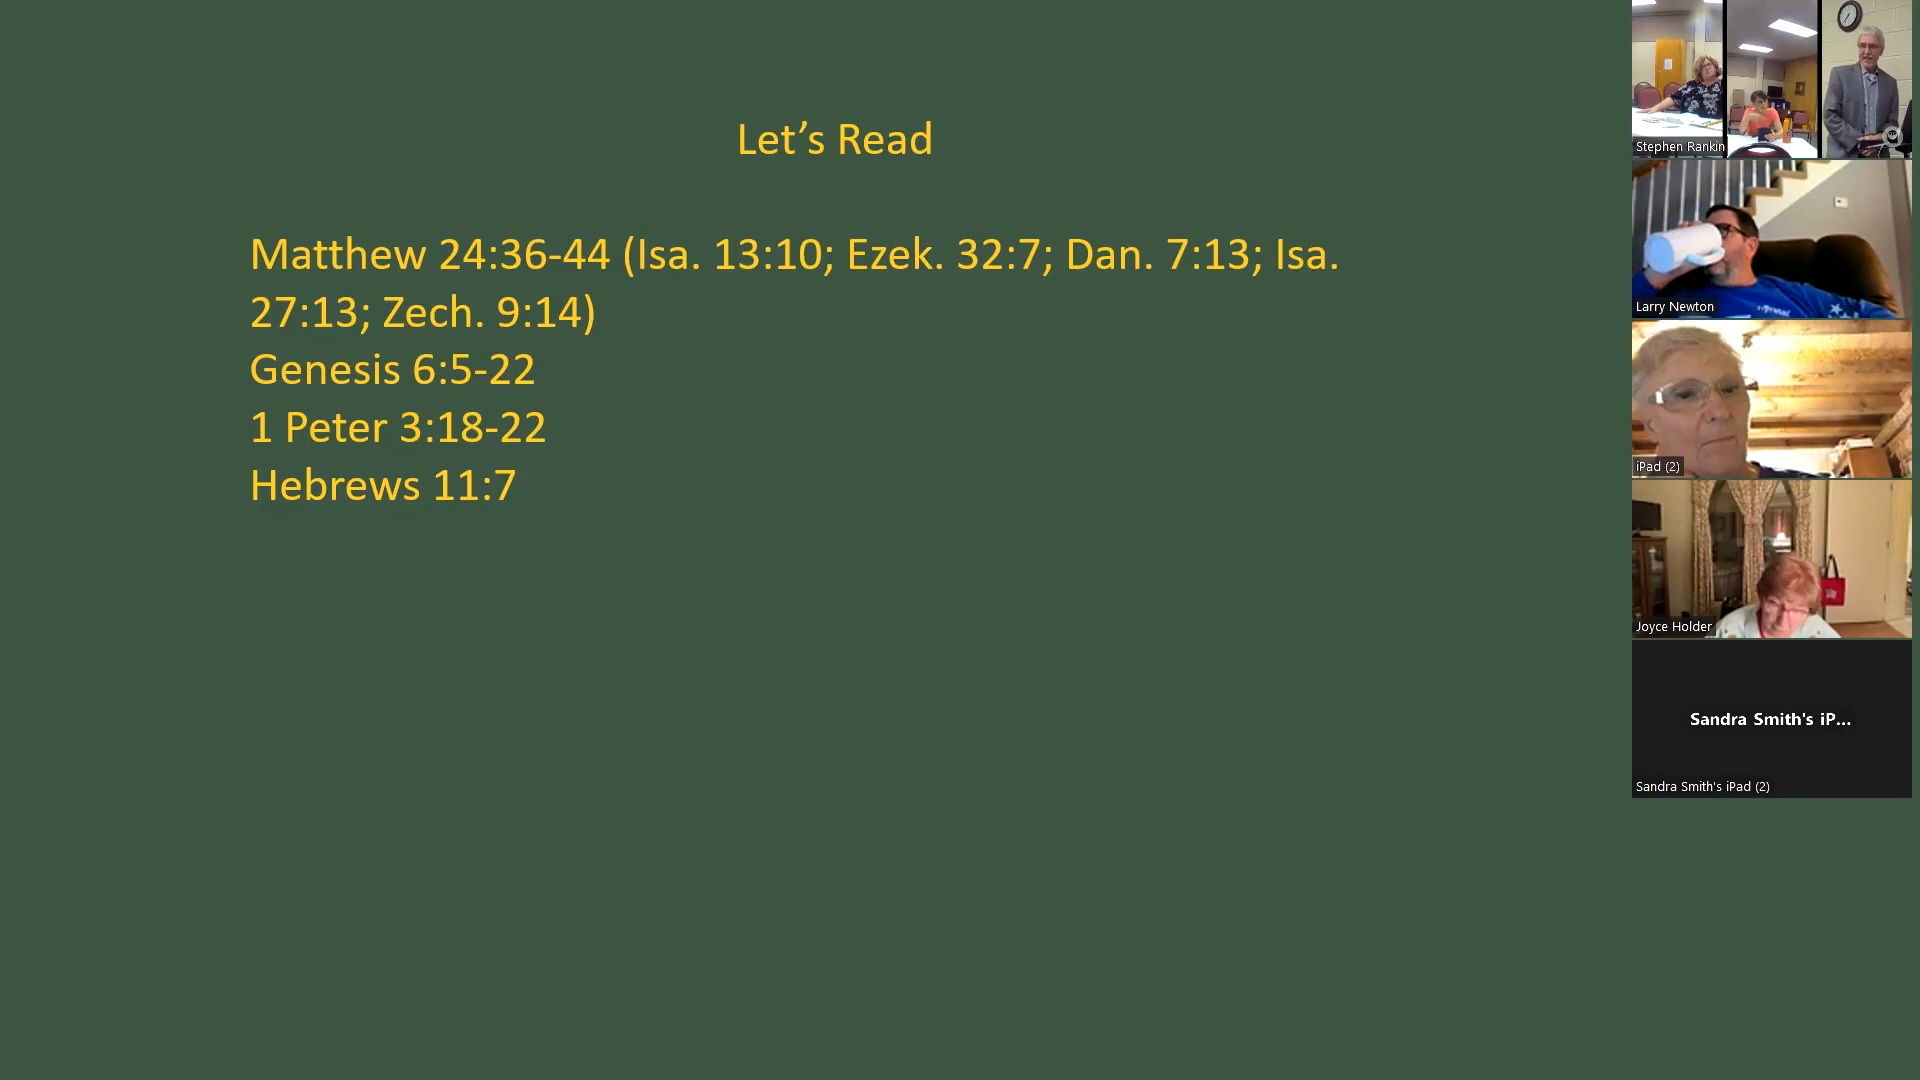 Let’s Read
Matthew 24:36-44 (Isa. 13:10; Ezek. 32:7; Dan. 7:13; Isa.
27:13; Zech. 9:14)
Genesis 6:5-22
1 Peter 3:18-22
Hebrews 11:7
Stephen Rankin
Larry Newton
iPad (2)
Joyce Holder
Sandra Smith's iP...
Sandra Smith's iPad (2)